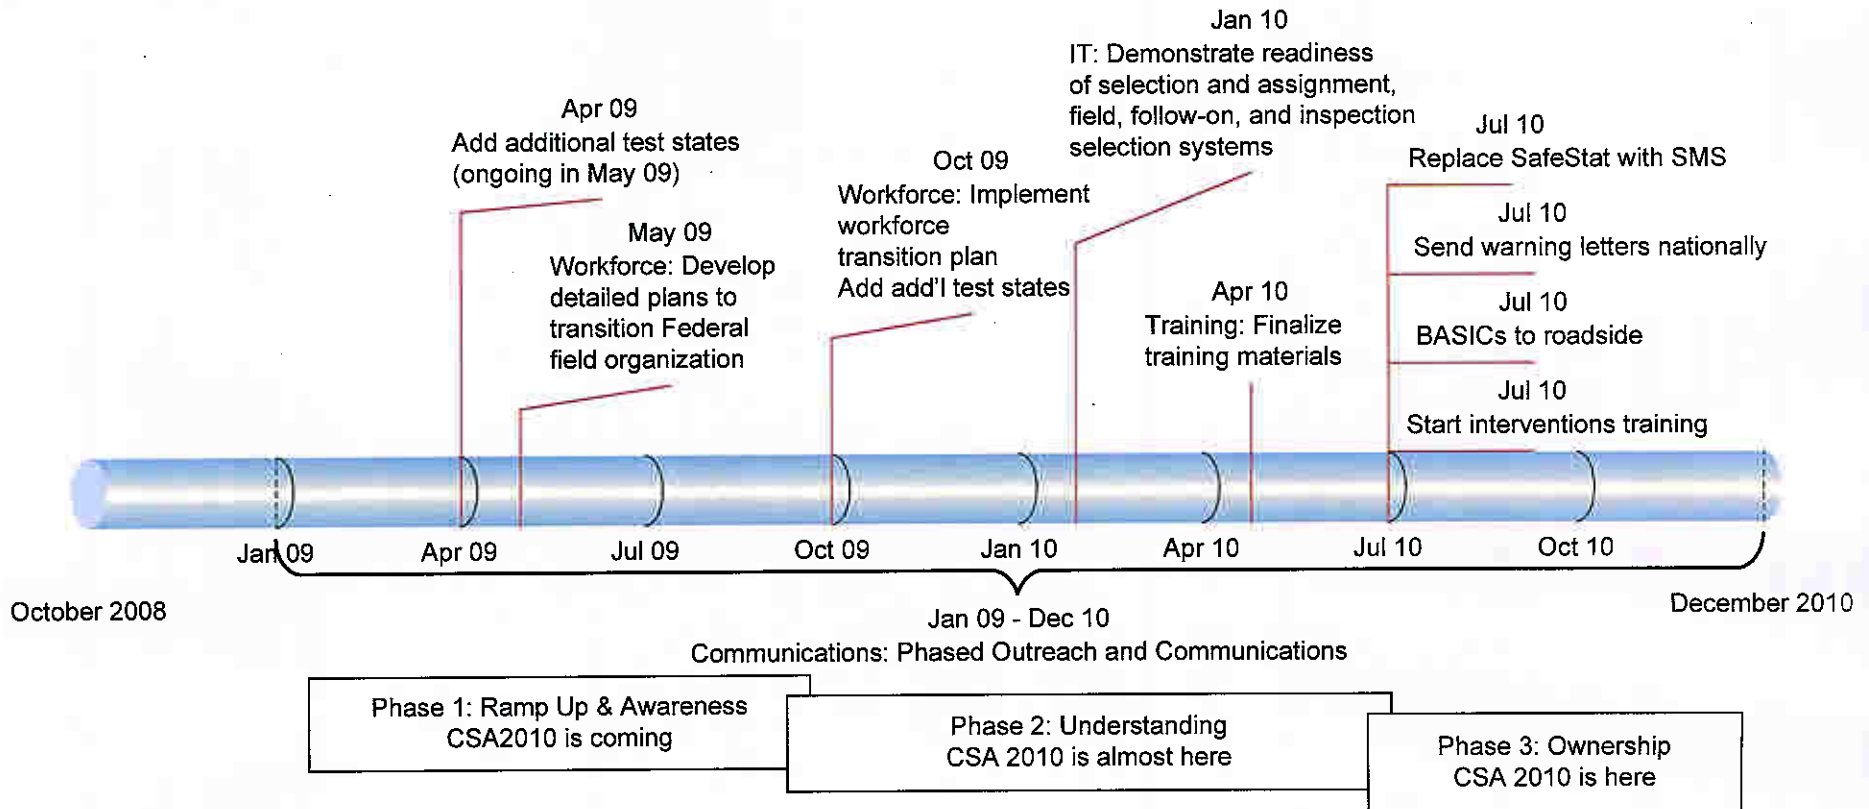 Jan 10
IT: Demonstrate readiness
of selection and assignment,
field, follow-on, and inspection
selection systems
Apr 09
Add additional test states
(ongoing in May 09)
Jul 10
Replace SafeStat with SMS
Oct 09
Workforce: Implement
workforce
transition plan
Add add'l test states
May 09
Workforce: Develop
detailed plans to
transition Federal
field organization
Jul 10
Send warning letters nationally
Apr 10
Training: Finalize
training materials
Jul 10
BASICs to roadside
Jul 10
Start interventions training
Jan 09
Apr 09
Jul 09
Oct 09
Jan 10
Apr 10
Jul 10
Oct 10
October 2008
December 2010
Jan 09 - Dec 10
Communications: Phased Outreach and Communications
Phase 1: Ramp Up & Awareness
CSA2010 is coming
Phase 2: Understanding
CSA 2010 is almost here
Phase 3: Ownership
CSA 2010 is here